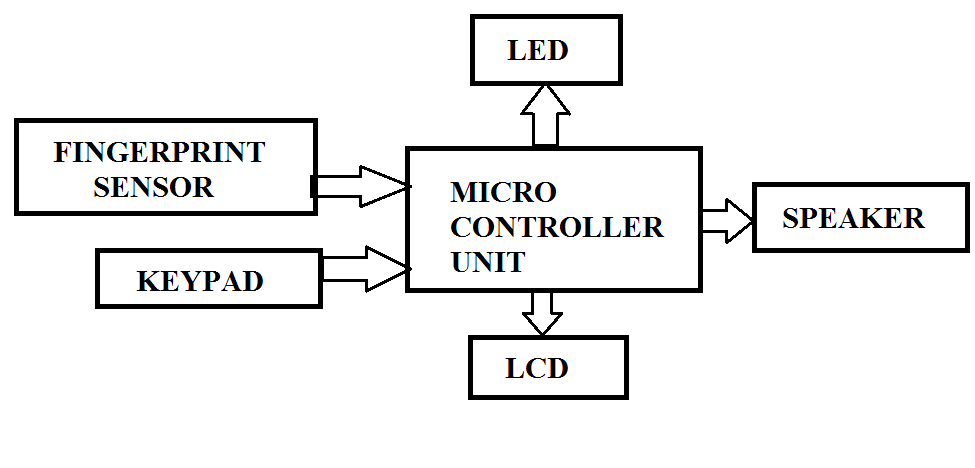 LED
FINGERPRINT
SENSOR
MICRO
CONTROLLER
UNIT
SPEAKER
KEYPAD
LCD